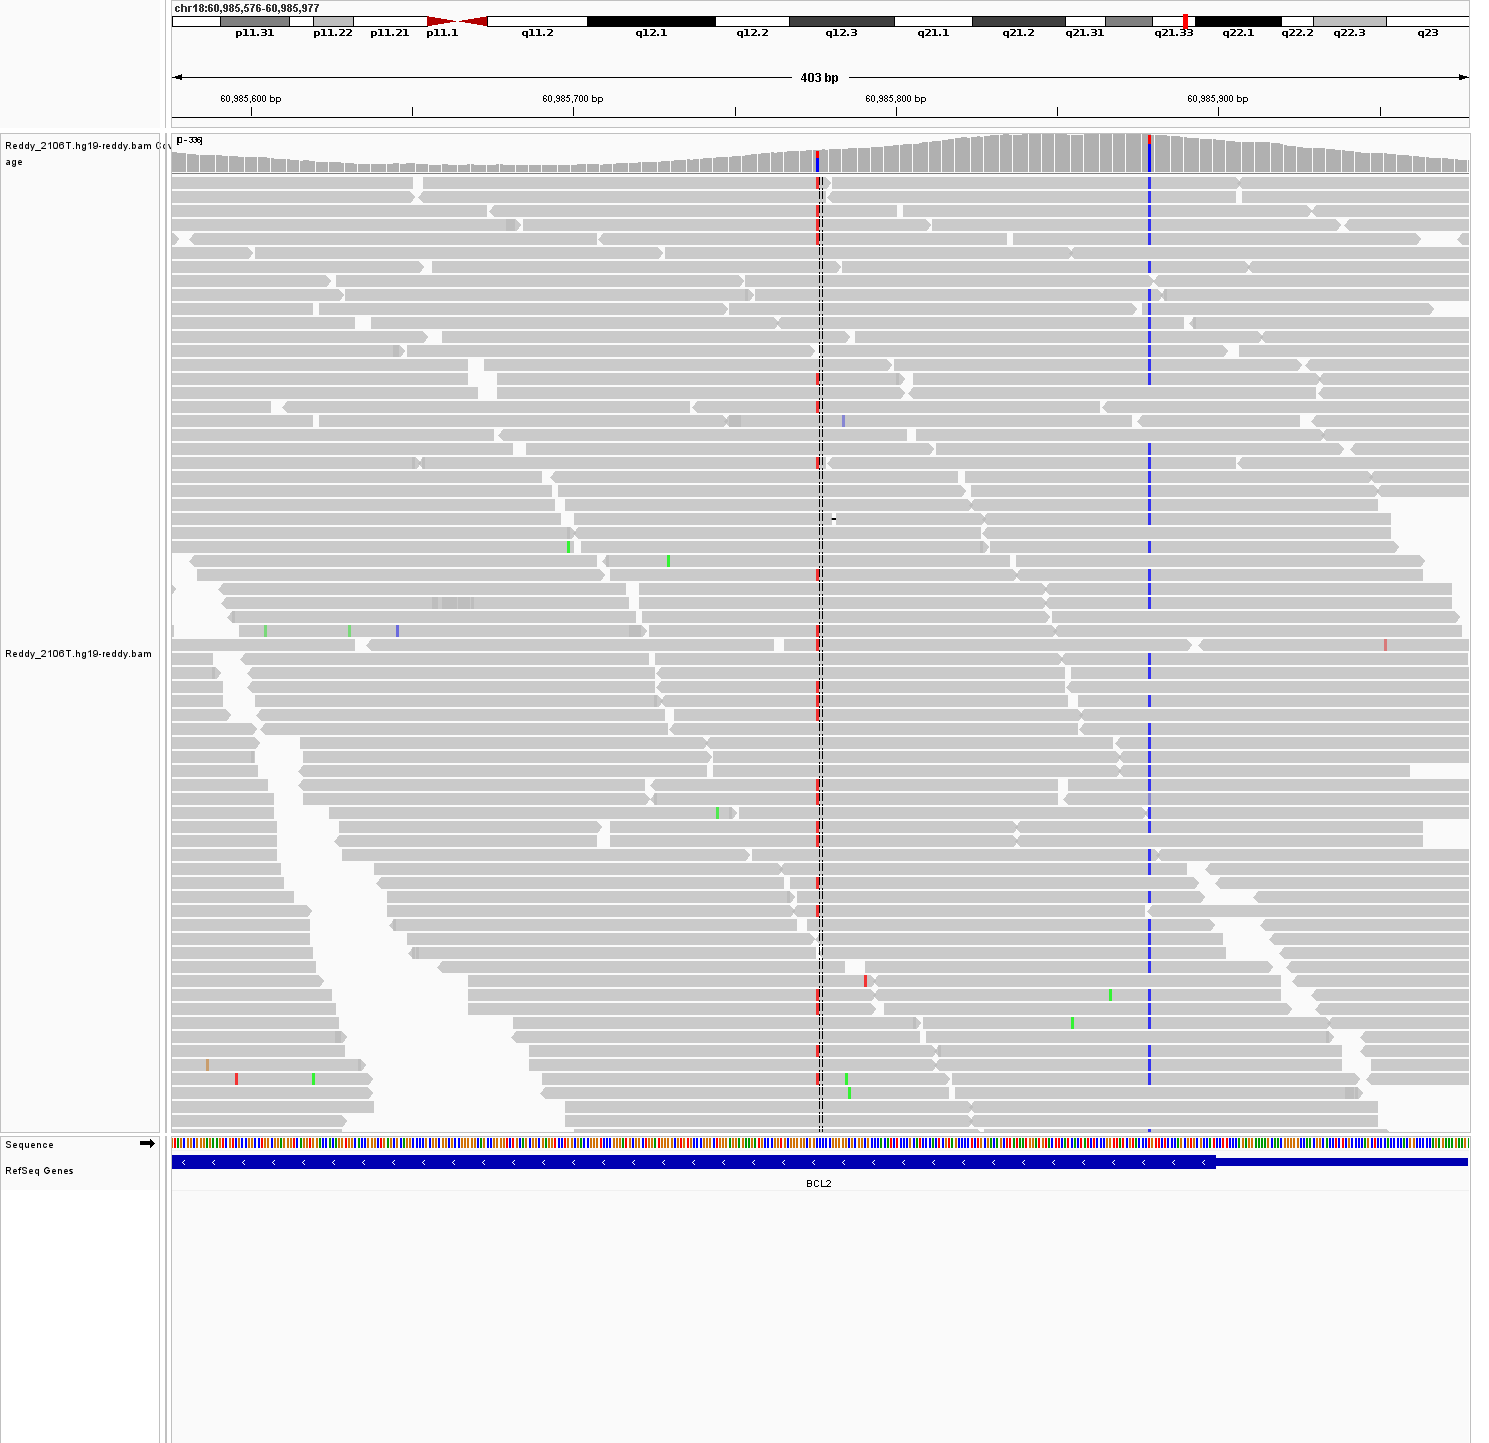 chr18:60,985,576-60,985,977
p11.31 p11.22 p11.21 p11.1 q11.2 q12.1 q12.2 q12.3 q21.1 q21.2 q21.31 q21.33 q22.1 q22.2 q22.3 q23
403 bp
60,985,600 bp 60,985,700 bp 60,985,800 bp 60,985,900 bp
Reddy_2106T.hg19-reddy.bam Cov
age
[0 - 336]
Reddy_2106T.hg19-reddy.bam
Sequence
RefSeq Genes
BCL2